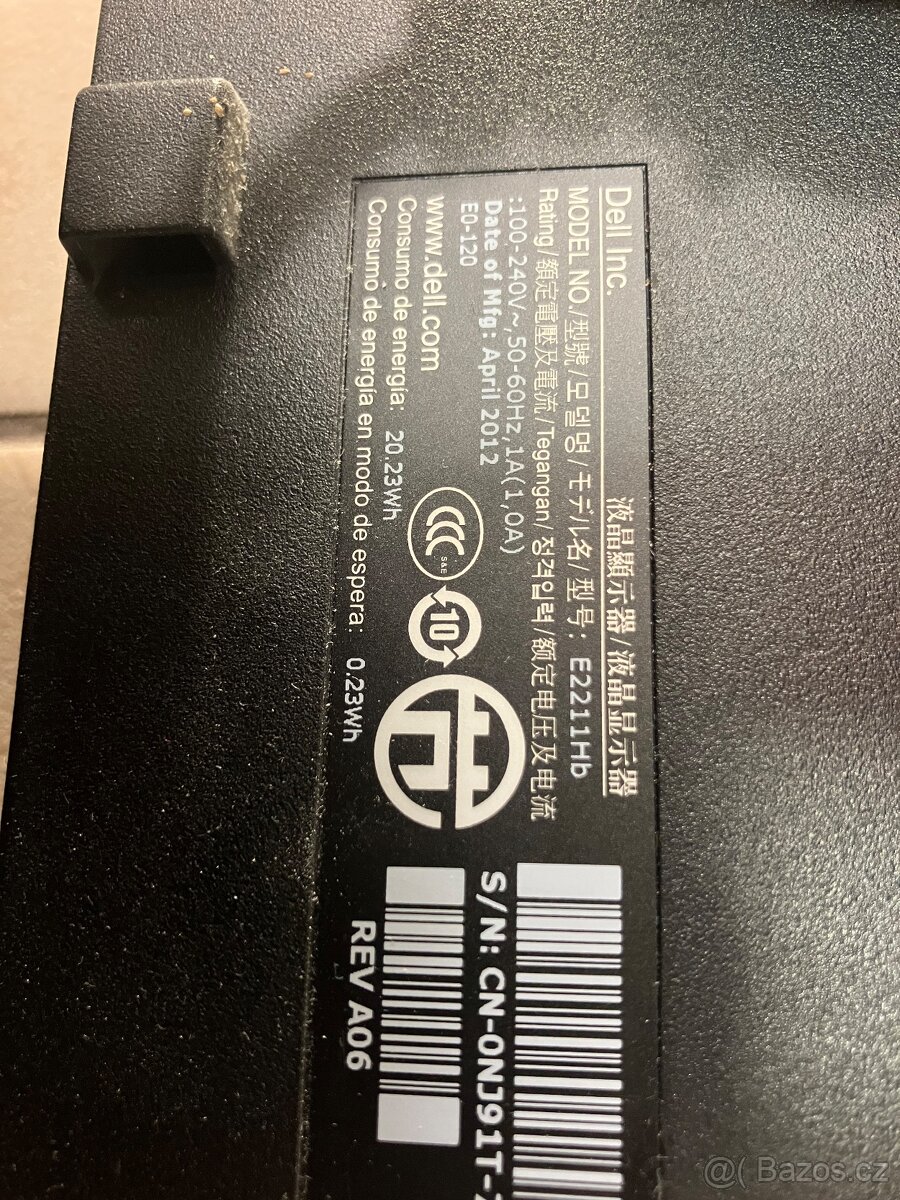 Dell Inc.
液晶顯示器/液晶显示器
MODEL NO./型號/모델명/モデル名/型号: E2211Hb
Rating 額定電壓及電流/Tegangan/정격입력/额定电压及电流
:100-240V~,50-60Hz,1A(1,0A)
Date of Mfg: April 2012
E0-120
www.dell.com
Consumo de energía: 20.23Wh
Consumo de energía en modo de espera: 0.23Wh
CCC
S&E
10
S/N: CN-0NJ91T-
REV A06
@( Bazos.cz